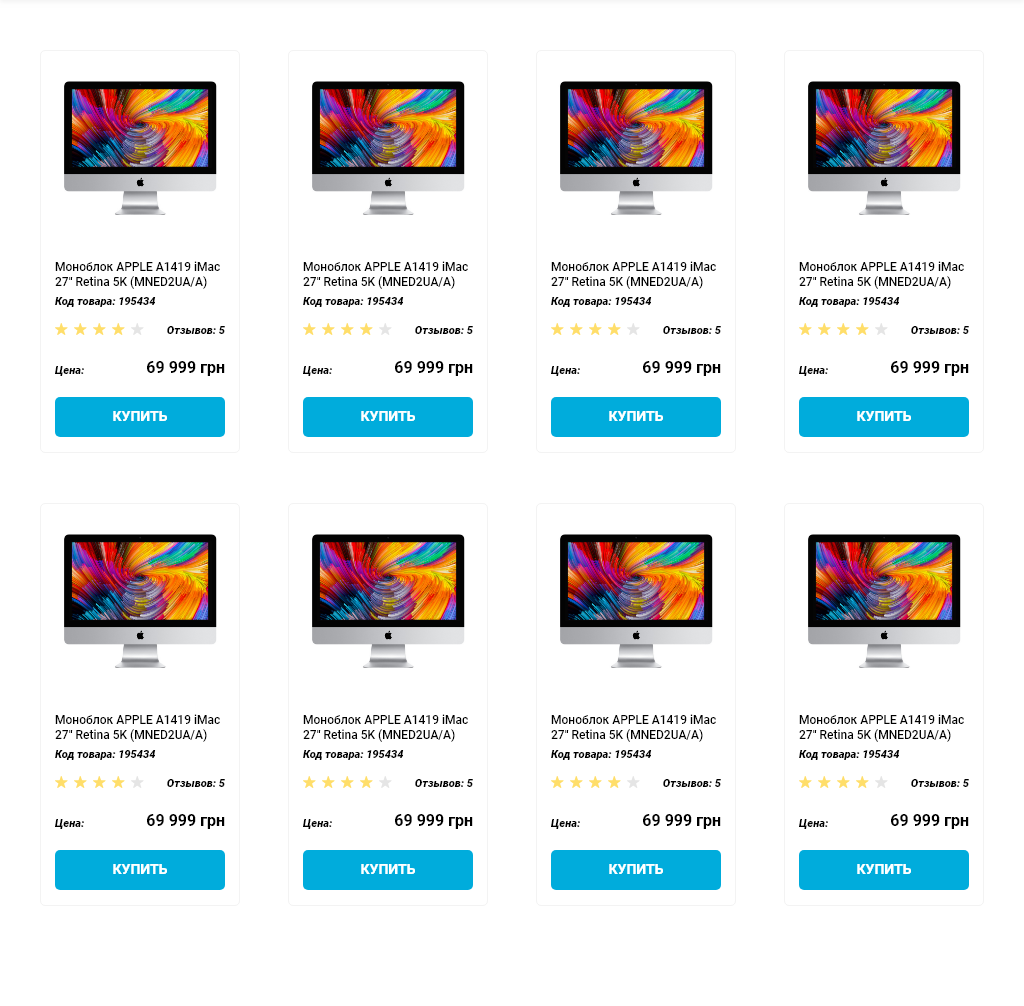 Моноблок APPLE A1419 iMac
27" Retina 5K (MNED2UA/A)
Код товара: 195434
Отзывов: 5
Цена: 69 999 грн
КУПИТЬ
Моноблок APPLE A1419 iMac
27" Retina 5K (MNED2UA/A)
Код товара: 195434
Отзывов: 5
Цена: 69 999 грн
КУПИТЬ
Моноблок APPLE A1419 iMac
27" Retina 5K (MNED2UA/A)
Код товара: 195434
Отзывов: 5
Цена: 69 999 грн
КУПИТЬ
Моноблок APPLE A1419 iMac
27" Retina 5K (MNED2UA/A)
Код товара: 195434
Отзывов: 5
Цена: 69 999 грн
КУПИТЬ
Моноблок APPLE A1419 iMac
27" Retina 5K (MNED2UA/A)
Код товара: 195434
Отзывов: 5
Цена: 69 999 грн
КУПИТЬ
Моноблок APPLE A1419 iMac
27" Retina 5K (MNED2UA/A)
Код товара: 195434
Отзывов: 5
Цена: 69 999 грн
КУПИТЬ
Моноблок APPLE A1419 iMac
27" Retina 5K (MNED2UA/A)
Код товара: 195434
Отзывов: 5
Цена: 69 999 грн
КУПИТЬ
Моноблок APPLE A1419 iMac
27" Retina 5K (MNED2UA/A)
Код товара: 195434
Отзывов: 5
Цена: 69 999 грн
КУПИТЬ